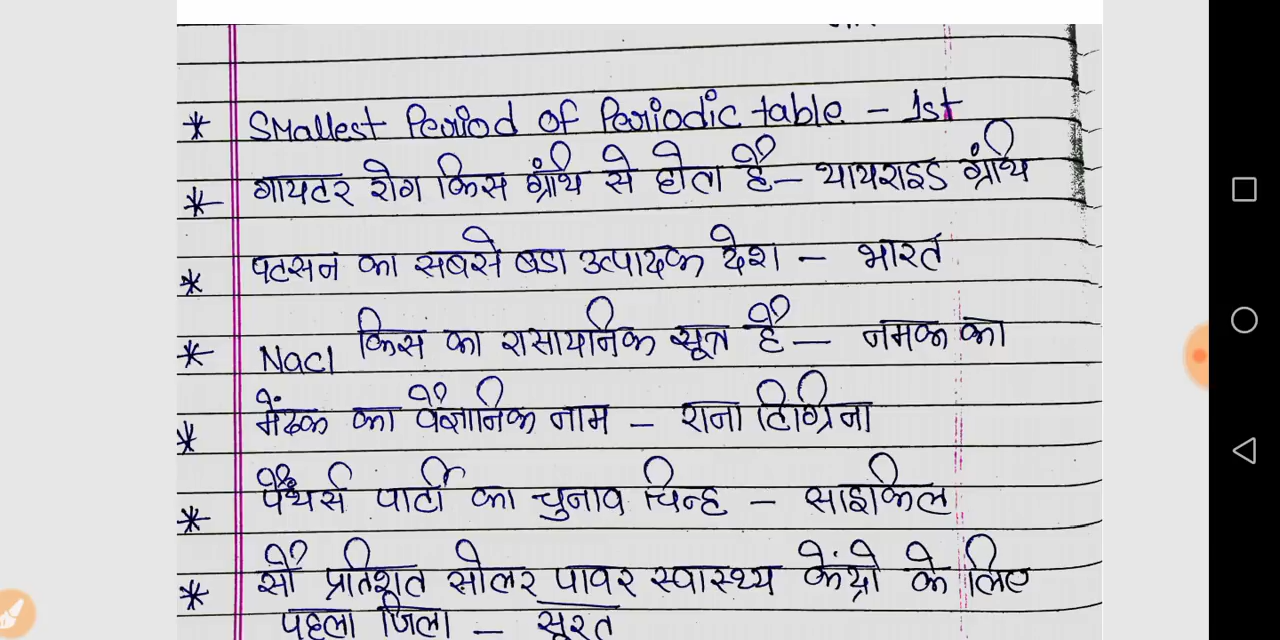 * Smallest Period of Periodic table - 1st
* गायटर रोग किस ग्रंथि से होता है - थायराइड ग्रंथि
* पटसन का सबसे बडा उत्पादक देश - भारत
* Nacl किस का रासायनिक सूत्र है - नमक का
* मेंढक का वैज्ञानिक नाम - राना टिग्रिना
* पैंथर्स पार्टी का चुनाव चिन्ह - साइकिल
* सौ प्रतिशत सोलर पावर स्वास्थ्य केंद्रो के लिए
पहला जिला - सूरत